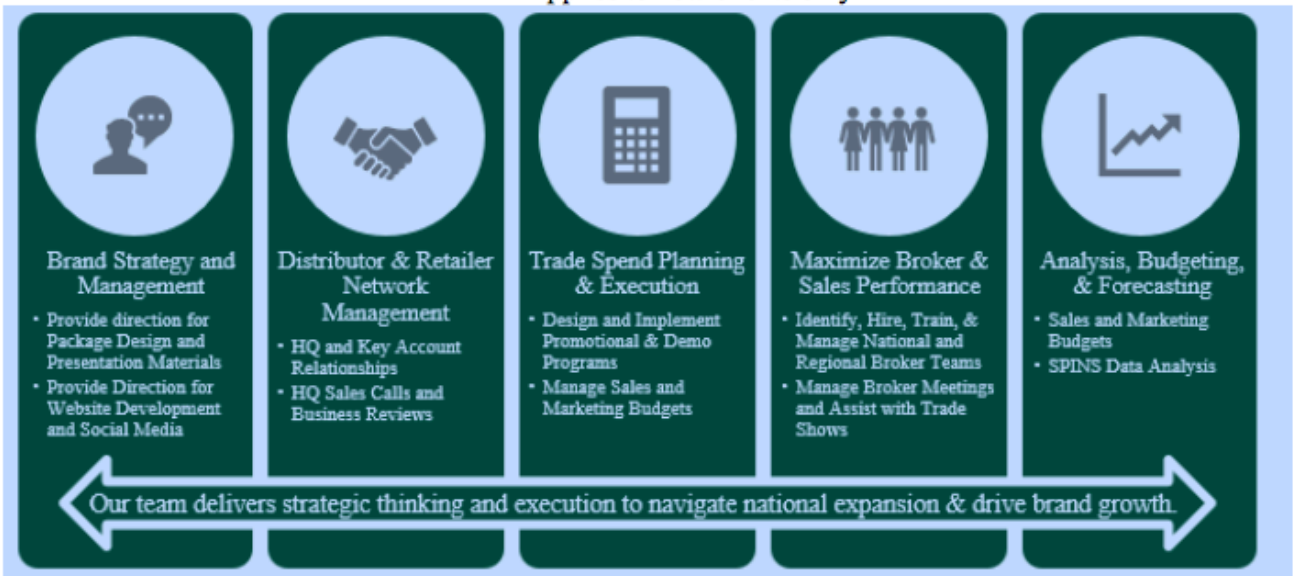 Brand Strategy and
Management
• Provide direction for
Package Design and
Presentation Materials
• Provide Direction for
Website Development
and Social Media
Distributor & Retailer
Network
Management
• HQ and Key Account
Relationships
• HQ Sales Calls and
Business Reviews
Trade Spend Planning
& Execution
• Design and Implement
Promotional & Demo
Programs
• Manage Sales and
Marketing Budgets
Maximize Broker &
Sales Performance
• Identify, Hire, Train, &
Manage National and
Regional Broker Teams
• Manage Broker Meetings
and Assist with Trade
Shows
Analysis, Budgeting,
& Forecasting
• Sales and Marketing
Budgets
• SPINS Data Analysis
Our team delivers strategic thinking and execution to navigate national expansion & drive brand growth.